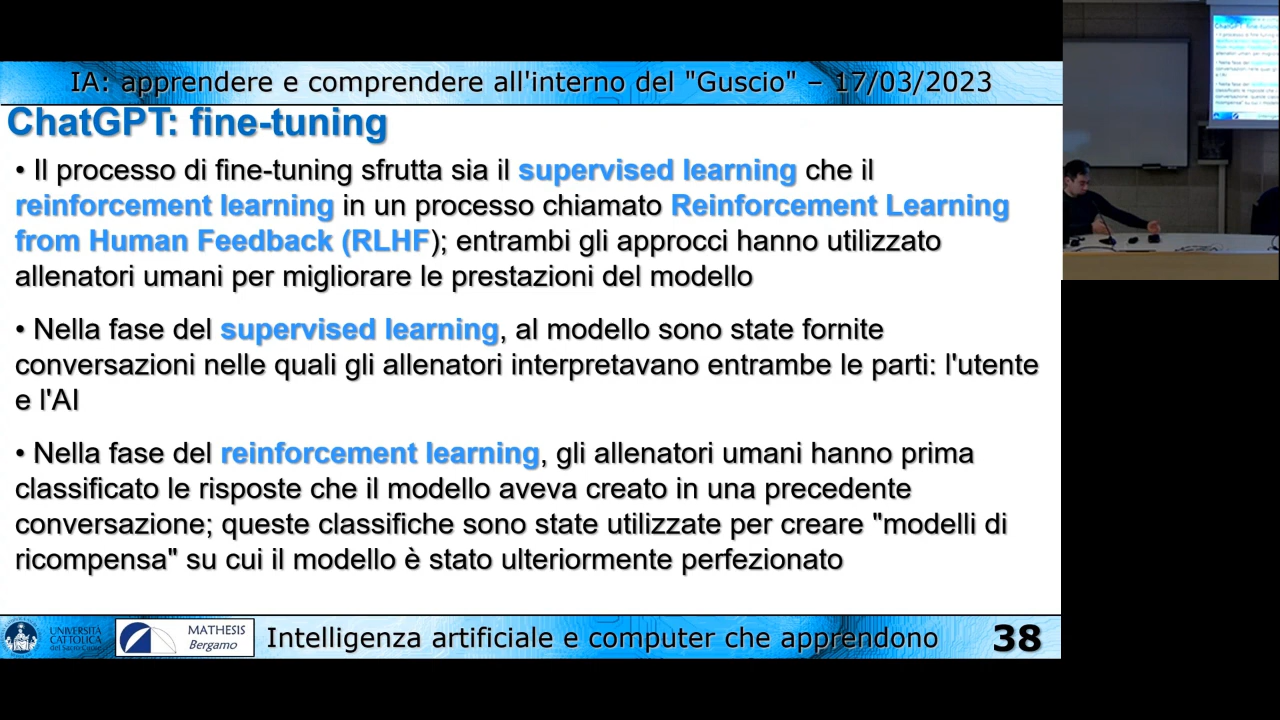 IA: apprendere e comprendere all'interno del "Guscio" – 17/03/2023
ChatGPT: fine-tuning
• Il processo di fine-tuning sfrutta sia il supervised learning che il
reinforcement learning in un processo chiamato Reinforcement Learning
from Human Feedback (RLHF); entrambi gli approcci hanno utilizzato
allenatori umani per migliorare le prestazioni del modello
• Nella fase del supervised learning, al modello sono state fornite
conversazioni nelle quali gli allenatori interpretavano entrambe le parti: l'utente
e l'AI
• Nella fase del reinforcement learning, gli allenatori umani hanno prima
classificato le risposte che il modello aveva creato in una precedente
conversazione; queste classifiche sono state utilizzate per creare "modelli di
ricompensa" su cui il modello è stato ulteriormente perfezionato
UNIVERSITÀ
CATTOLICA
del Sacro Cuore
MATHESIS
Bergamo
Intelligenza artificiale e computer che apprendono
38